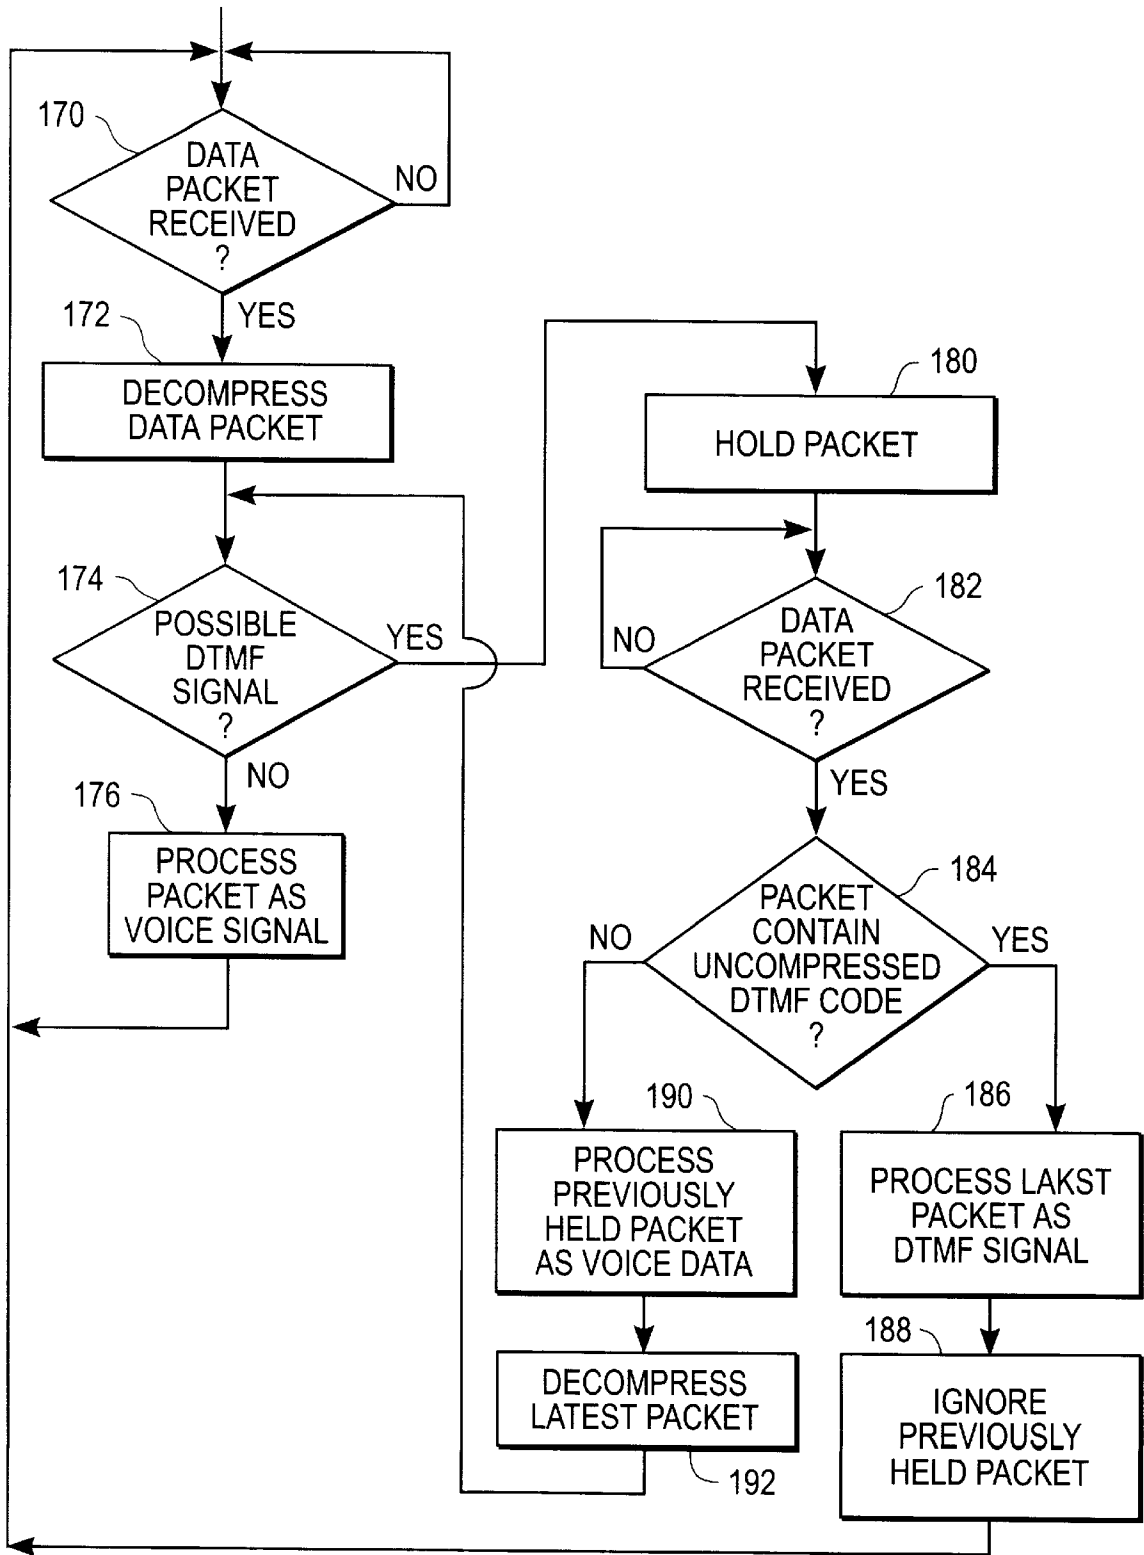 170
DATA
PACKET
RECEIVED
?
NO
YES
172
DECOMPRESS
DATA PACKET
174
POSSIBLE
DTMF
SIGNAL
?
YES
NO
176
PROCESS
PACKET AS
VOICE SIGNAL
180
HOLD PACKET
182
DATA
PACKET
RECEIVED
?
NO
YES
184
PACKET
CONTAIN
UNCOMPRESSED
DTMF CODE
?
NO
YES
190
PROCESS
PREVIOUSLY
HELD PACKET
AS VOICE DATA
DECOMPRESS
LATEST PACKET
192
186
PROCESS LAKST
PACKET AS
DTMF SIGNAL
188
IGNORE
PREVIOUSLY
HELD PACKET